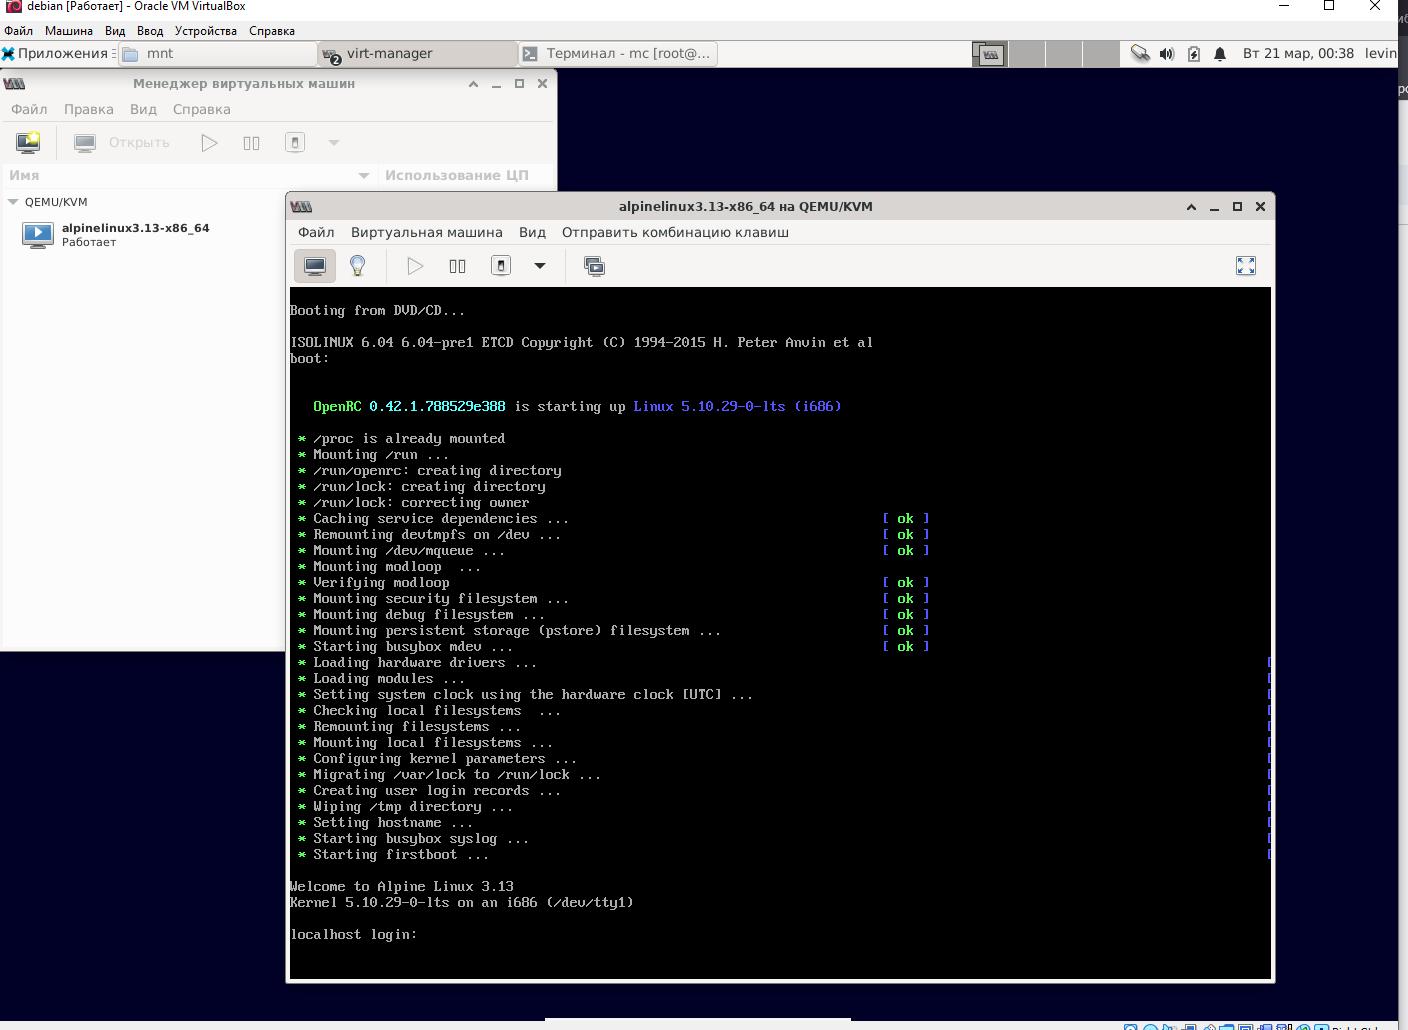 debian [Работает] - Oracle VM VirtualBox
Файл Машина Вид Ввод Устройства Справка
Приложения mnt virt-manager Терминал - mc [root@... Вт 21 мар, 00:38 levin
2
Менеджер виртуальных машин
Файл Правка Вид Справка
Открыть
Имя Использование ЦП
QEMU/KVM
alpinelinux3.13-x86_64
Работает
alpinelinux3.13-x86_64 на QEMU/KVM
Файл Виртуальная машина Вид Отправить комбинацию клавиш
Booting from DVD/CD...
ISOLINUX 6.04 6.04-pre1 ETCD Copyright (C) 1994-2015 H. Peter Anvin et al
boot:
OpenRC 0.42.1.788529e388 is starting up Linux 5.10.29-0-lts (i686)
* /proc is already mounted
* Mounting /run ...
* /run/openrc: creating directory
* /run/lock: creating directory
* /run/lock: correcting owner
* Caching service dependencies ... [ ok ]
* Remounting devtmpfs on /dev ... [ ok ]
* Mounting /dev/mqueue ... [ ok ]
* Mounting modloop  ...
* Verifying modloop [ ok ]
* Mounting security filesystem ... [ ok ]
* Mounting debug filesystem ... [ ok ]
* Mounting persistent storage (pstore) filesystem ... [ ok ]
* Starting busybox mdev ... [ ok ]
* Loading hardware drivers ... [
* Loading modules ... [
* Setting system clock using the hardware clock [UTC] ... [
* Checking local filesystems  ... [
* Remounting filesystems ... [
* Mounting local filesystems ... [
* Configuring kernel parameters ... [
* Migrating /var/lock to /run/lock ... [
* Creating user login records ... [
* Wiping /tmp directory ... [
* Setting hostname ... [
* Starting busybox syslog ... [
* Starting firstboot ... [
Welcome to Alpine Linux 3.13
Kernel 5.10.29-0-lts on an i686 (/dev/tty1)
localhost login: